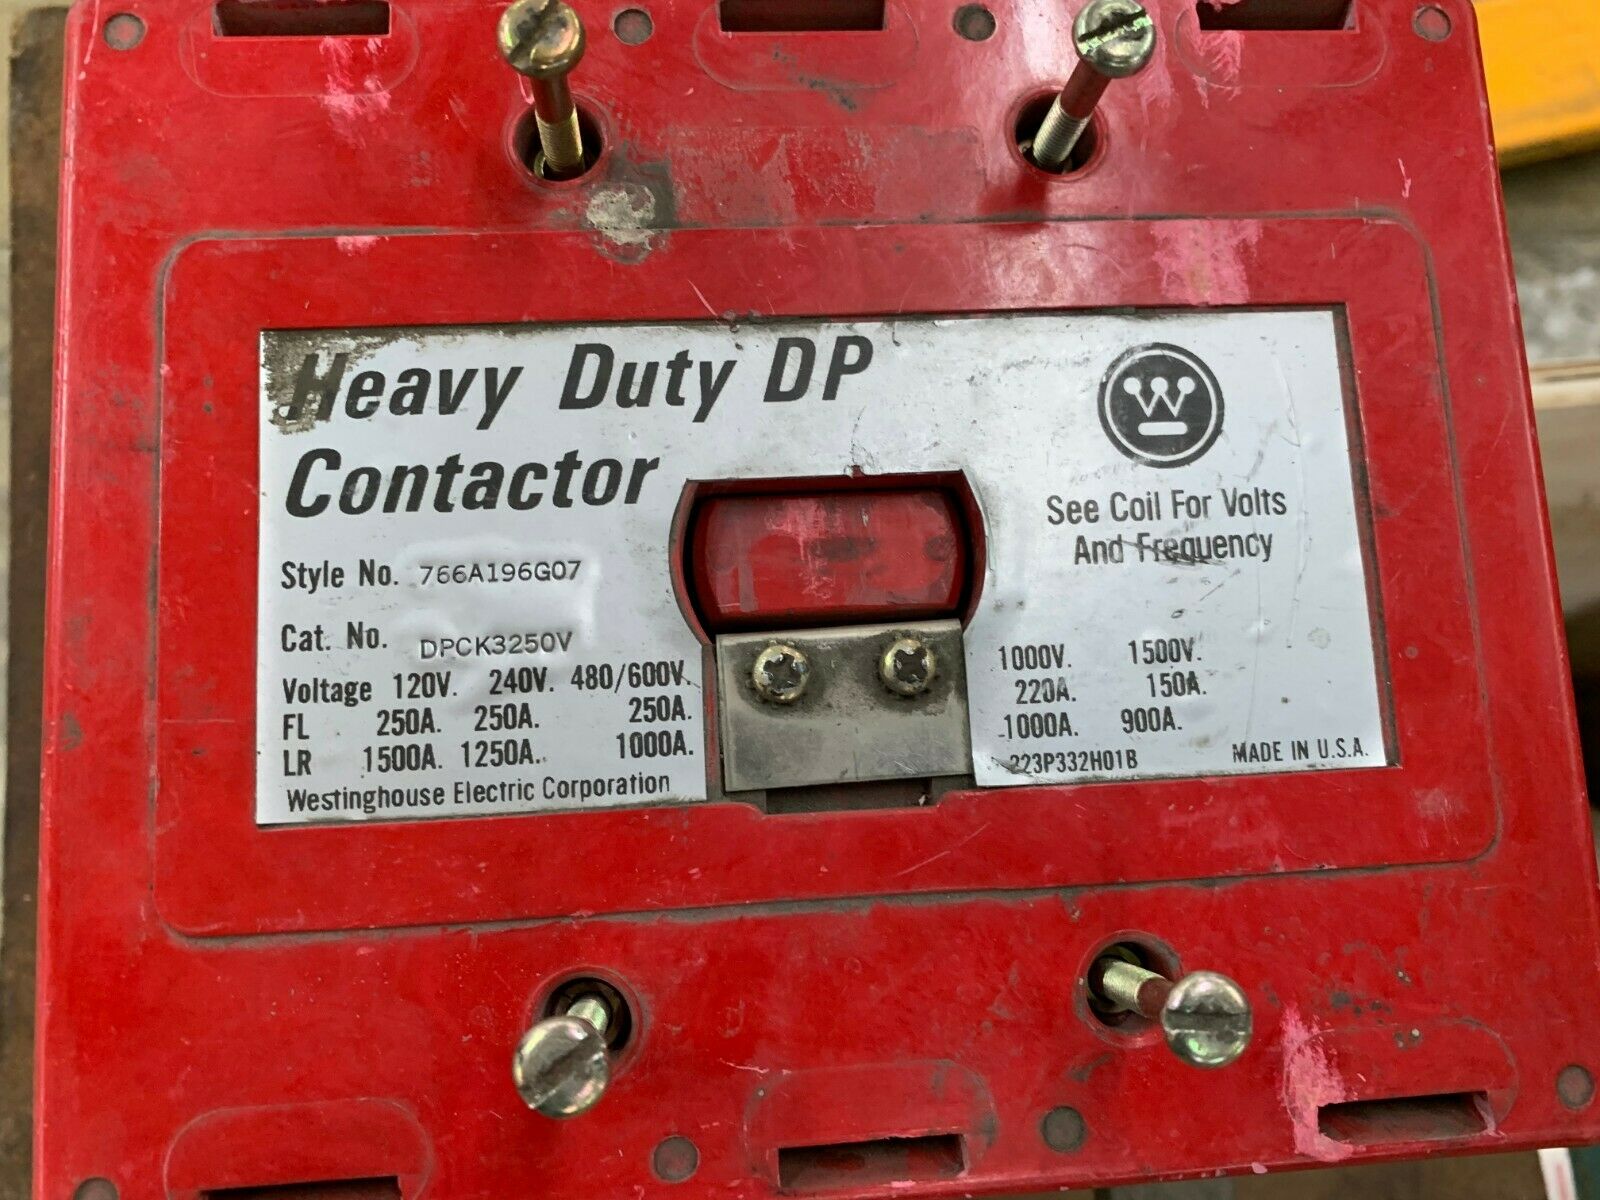 Heavy Duty DP
Contactor
W
See Coil For Volts
And Frequency
Style No. 766A196G07
Cat. No. DPCK3250V
Voltage 120V. 240V. 480/600V. 1000V. 1500V.
FL 250A. 250A. 250A. 220A. 150A.
LR 1500A. 1250A. 1000A. 1000A. 900A.
Westinghouse Electric Corporation
223P332H01B
MADE IN U.S.A.